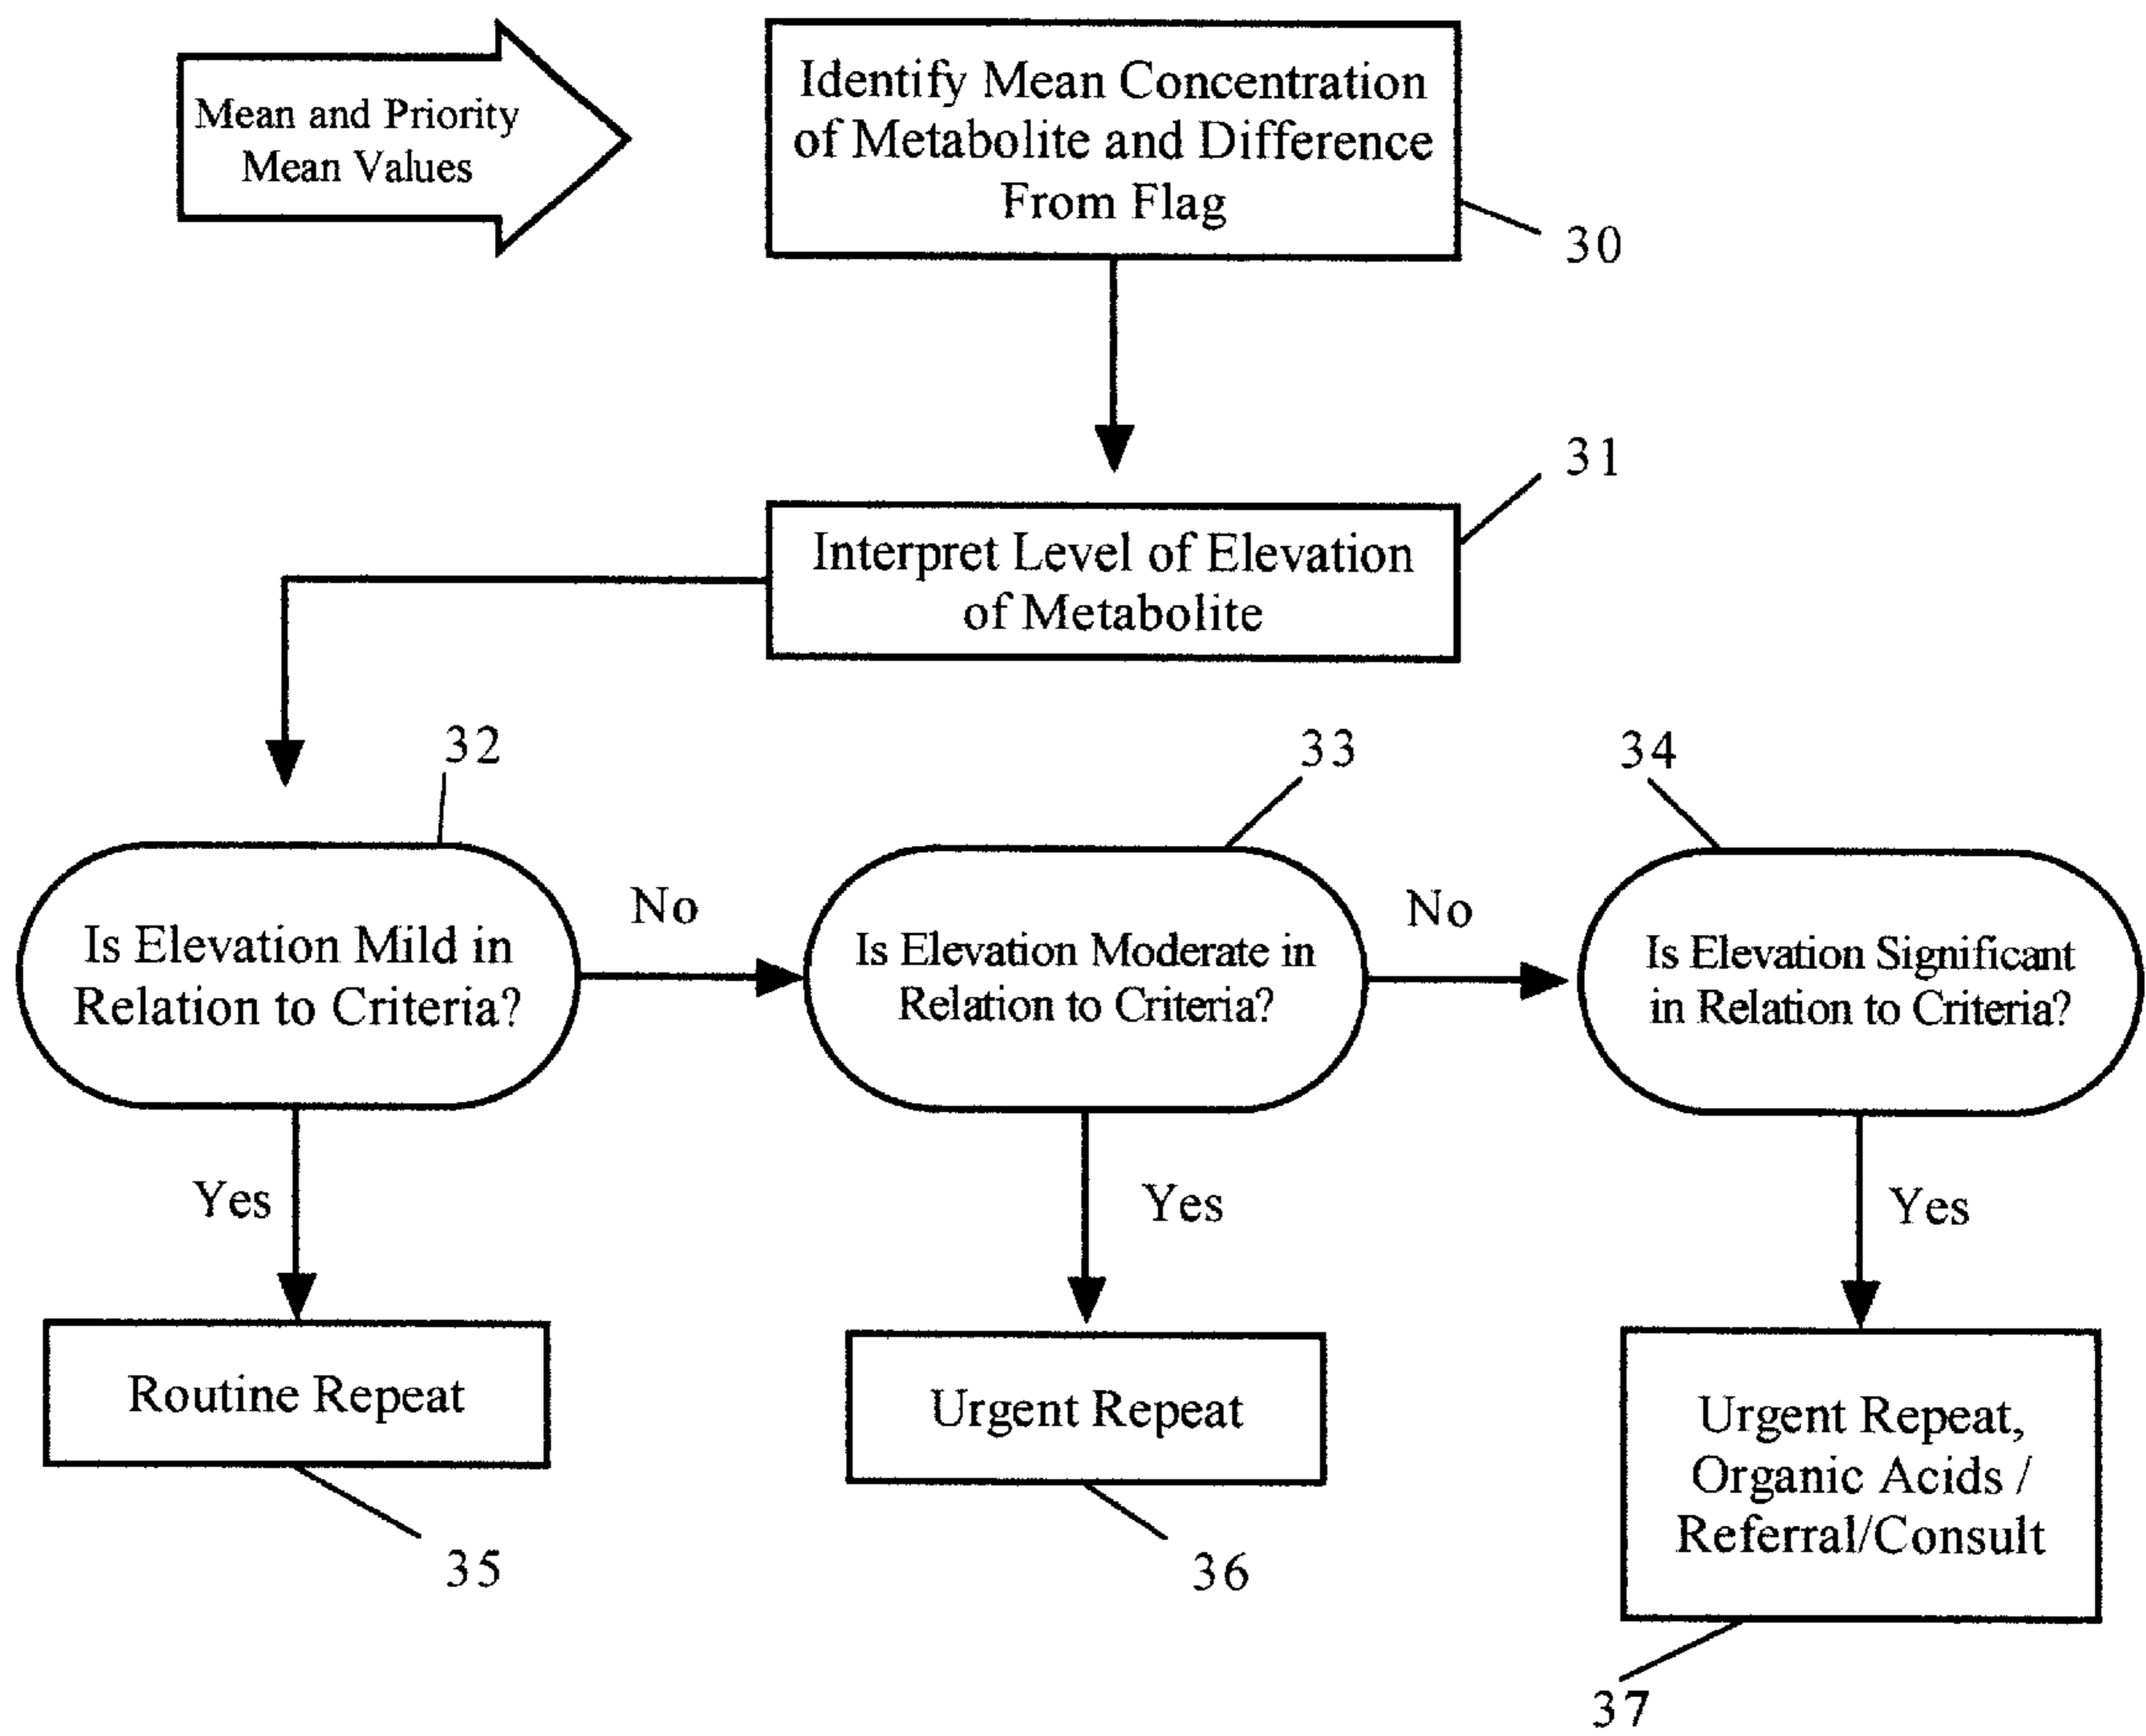 Mean and Priority
Mean Values
Identify Mean Concentration
of Metabolite and Difference
From Flag
30
31
Interpret Level of Elevation
of Metabolite
32
33
34
Is Elevation Mild in
Relation to Criteria?
No
Is Elevation Moderate in
Relation to Criteria?
No
Is Elevation Significant
in Relation to Criteria?
Yes
Yes
Yes
Routine Repeat
Urgent Repeat
Urgent Repeat,
Organic Acids /
Referral/Consult
35
36
37